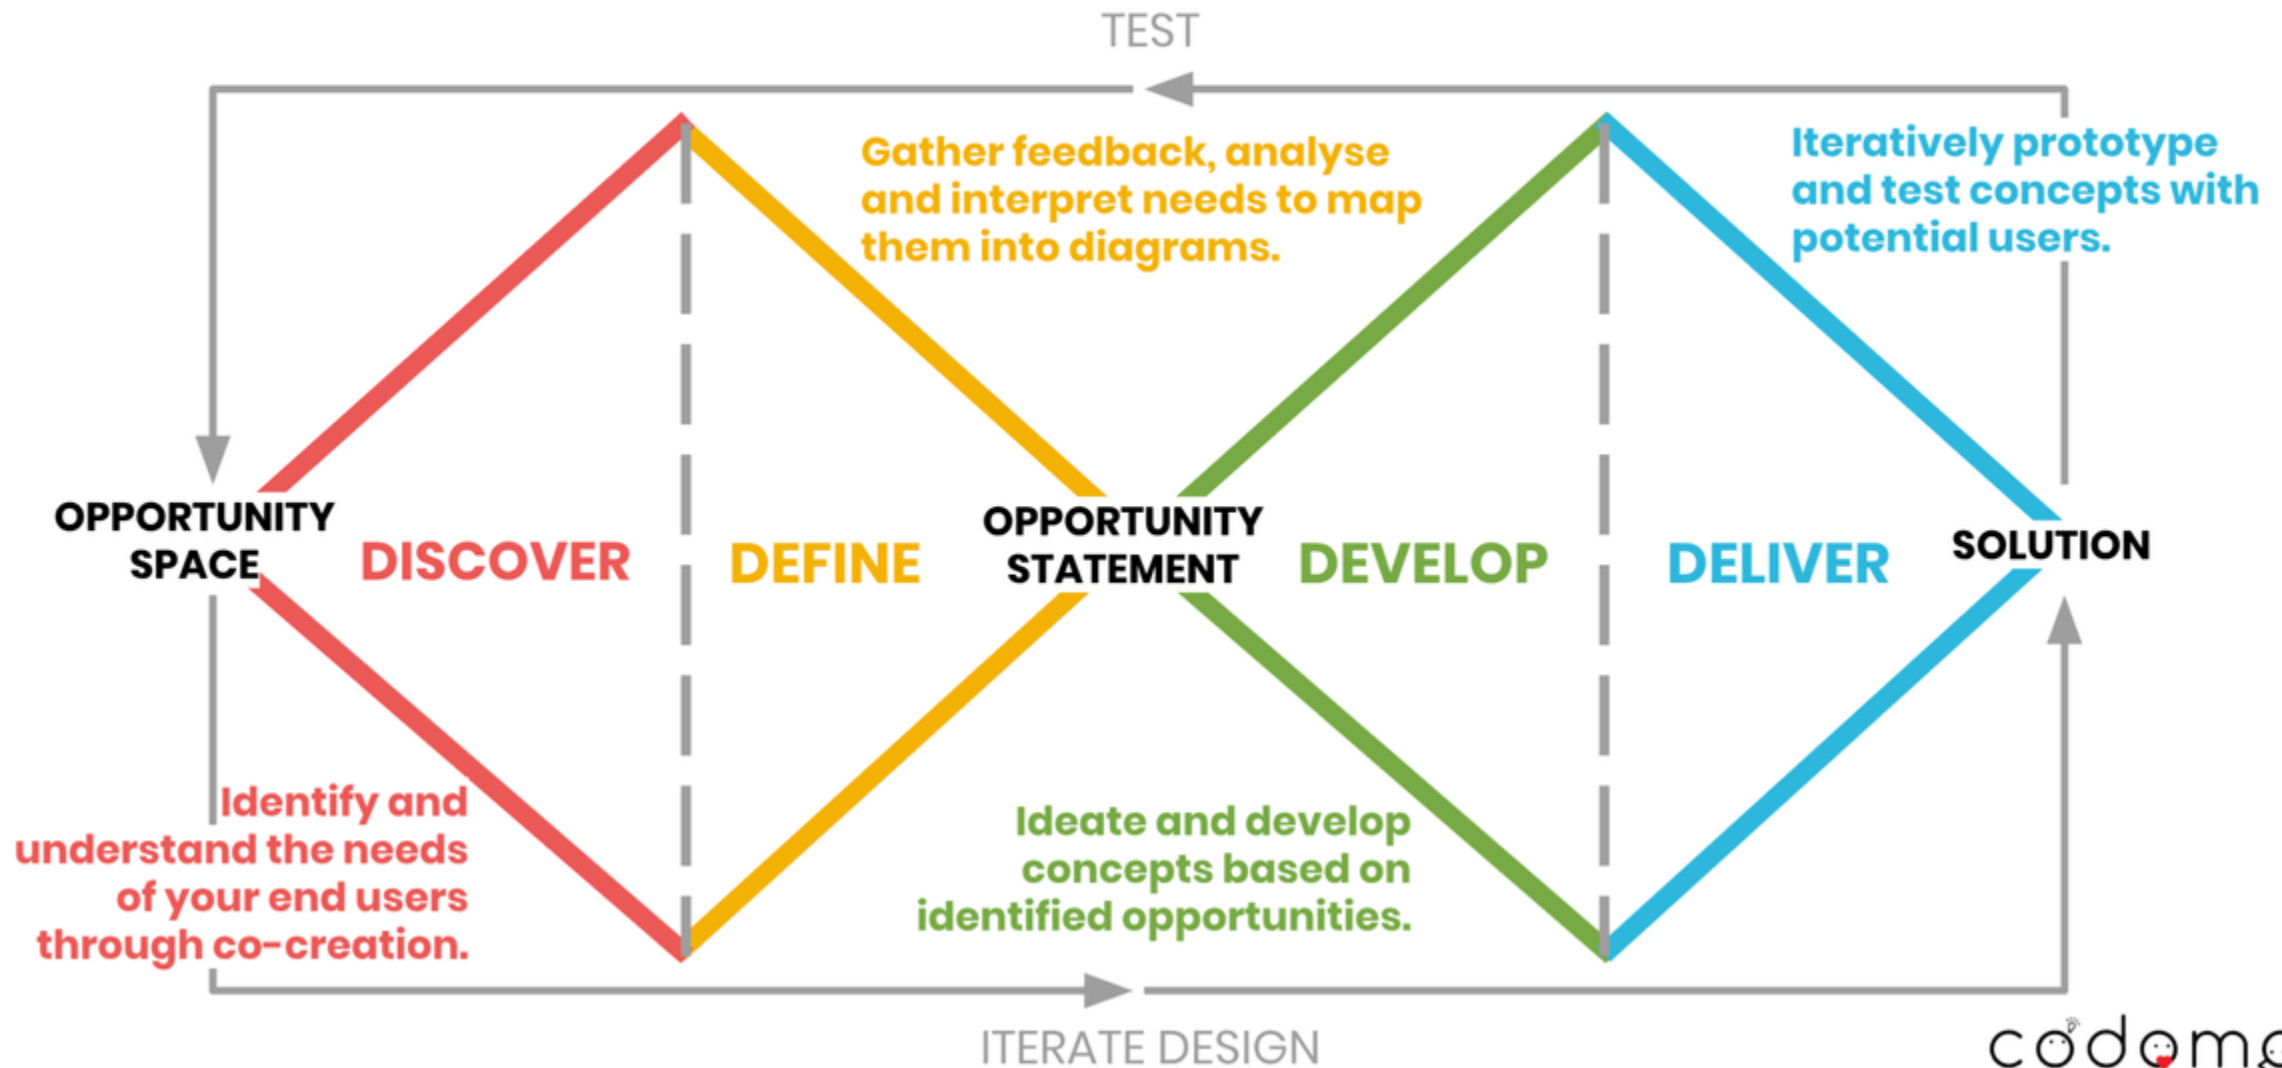 TEST
Gather feedback, analyse
and interpret needs to map
them into diagrams.
Iteratively prototype
and test concepts with
potential users.
OPPORTUNITY
SPACE
DISCOVER
DEFINE
OPPORTUNITY
STATEMENT
DEVELOP
DELIVER
SOLUTION
Identify and
understand the needs
of your end users
through co-creation.
Ideate and develop
concepts based on
identified opportunities.
ITERATE DESIGN